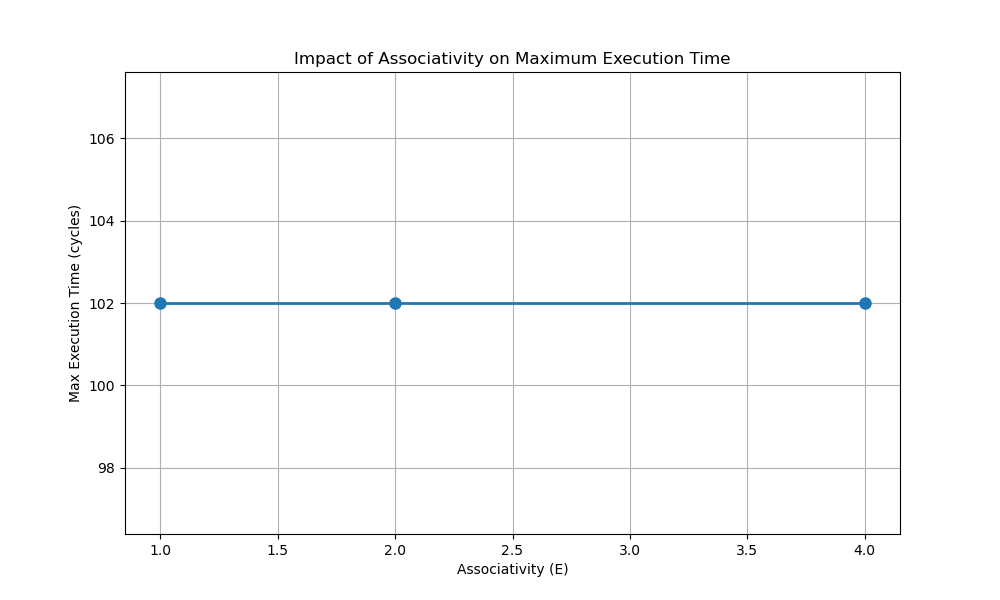 Impact of Associativity on Maximum Execution Time
Max Execution Time (cycles)
106
104
102
100
98
1.0 1.5 2.0 2.5 3.0 3.5 4.0
Associativity (E)